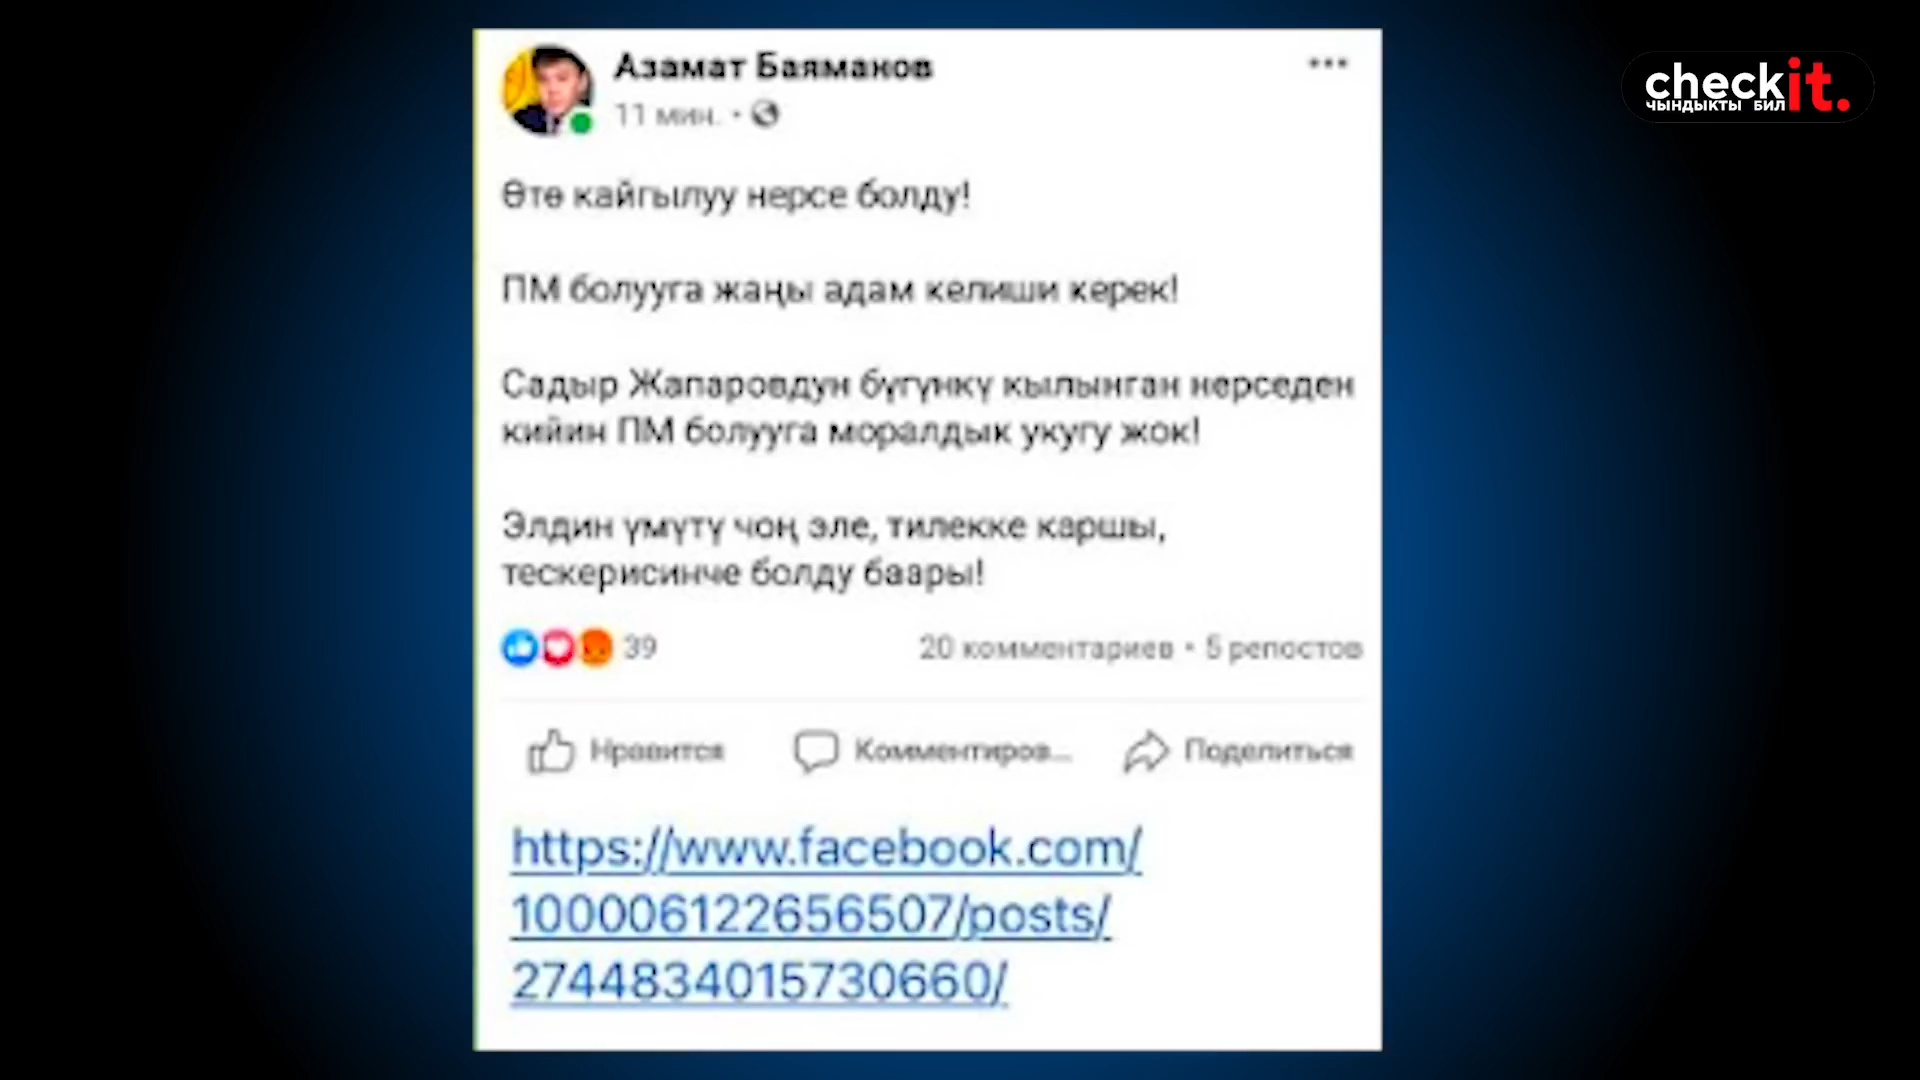 Азамат Баяманов
11 мин.
Өтө кайгылуу нерсе болду!
ПМ болууга жаңы адам келиши керек!
Садыр Жапаровдун бүгүнкү кылынган нерседен
кийин ПМ болууга моралдык укугу жок!
Элдин үмүтү чоң эле, тилекке каршы,
тескерисинче болду баары!
39
20 комментариев • 5 репостов
Нравится
Комментиров...
Поделиться
https://www.facebook.com/
100006122656507/posts/
2744834015730660/
checkit.
чындыкты бил